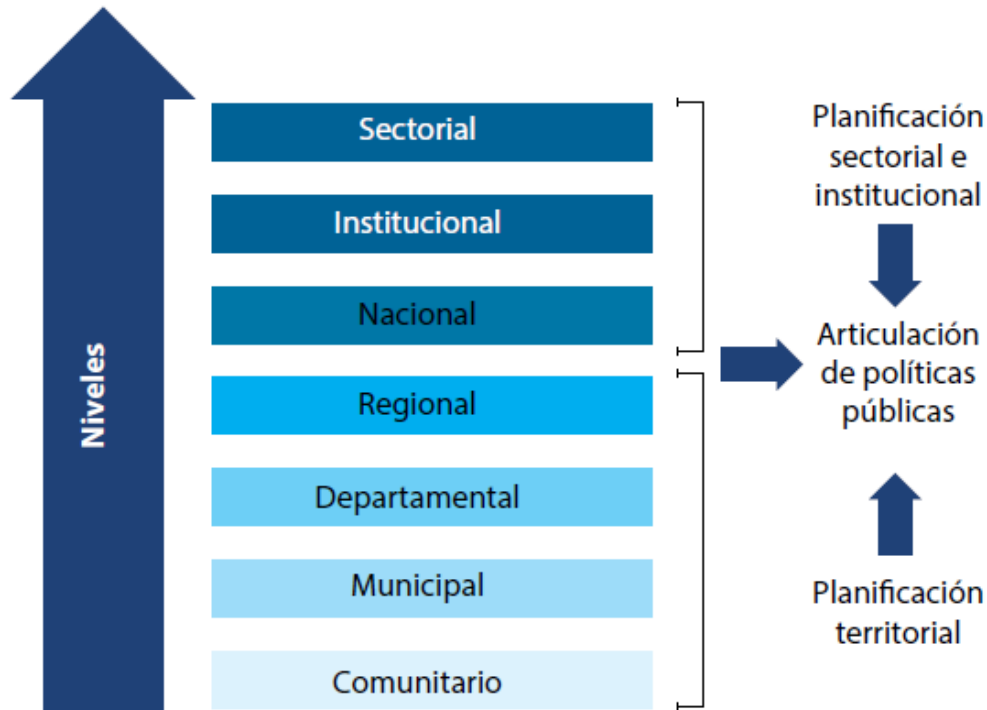 Niveles
Sectorial
Institucional
Nacional
Regional
Departamental
Municipal
Comunitario
Planificación
sectorial e
institucional
Articulación
de políticas
públicas
Planificación
territorial